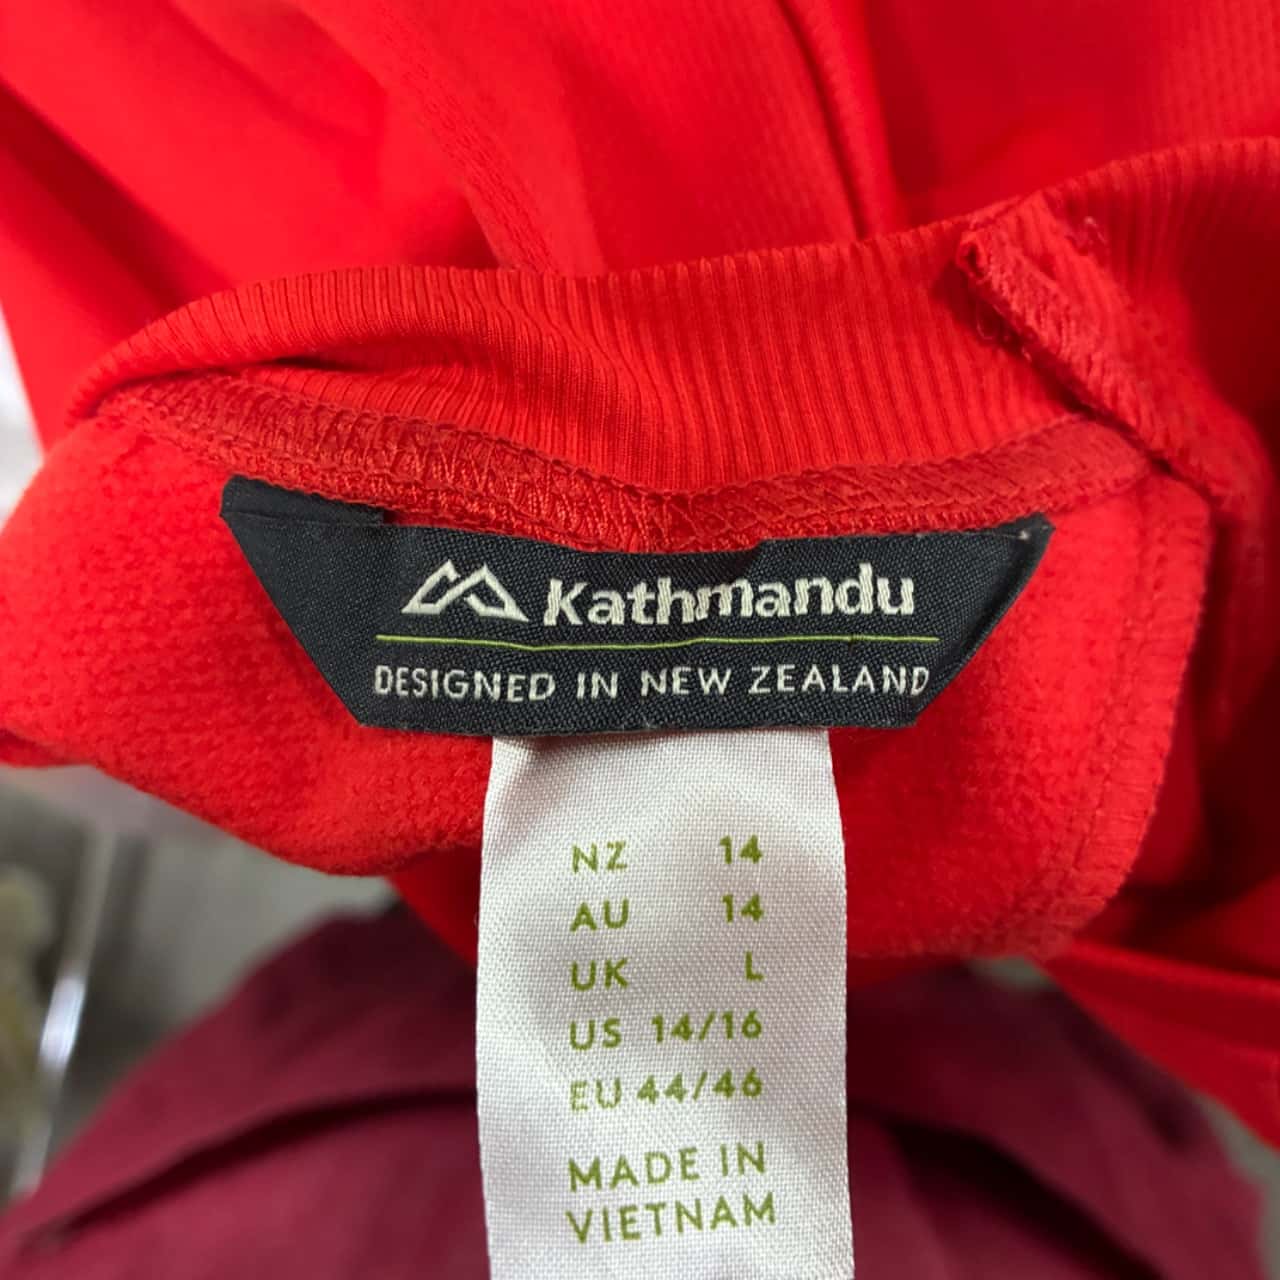 Kathmandu
DESIGNED IN NEW ZEALAND
NZ 14
AU 14
UK L
US 14/16
EU 44/46
MADE IN
VIETNAM